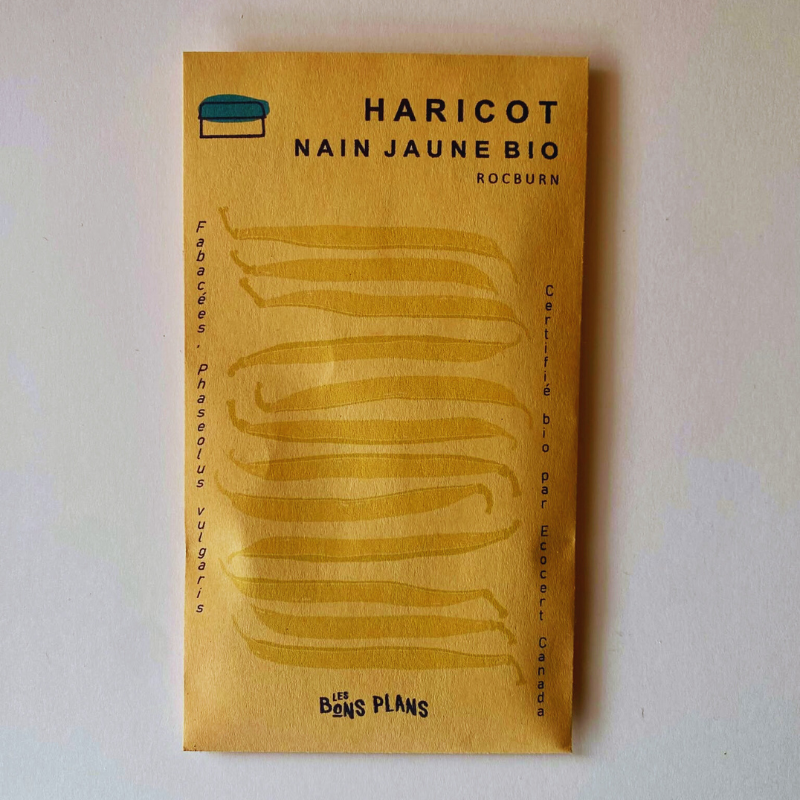 HARICOT
NAIN JAUNE BIO
ROCBURN
Fabacées, Phaseolus vulgaris
Certifié bio par Ecocert Canada
LES
BONS PLANS